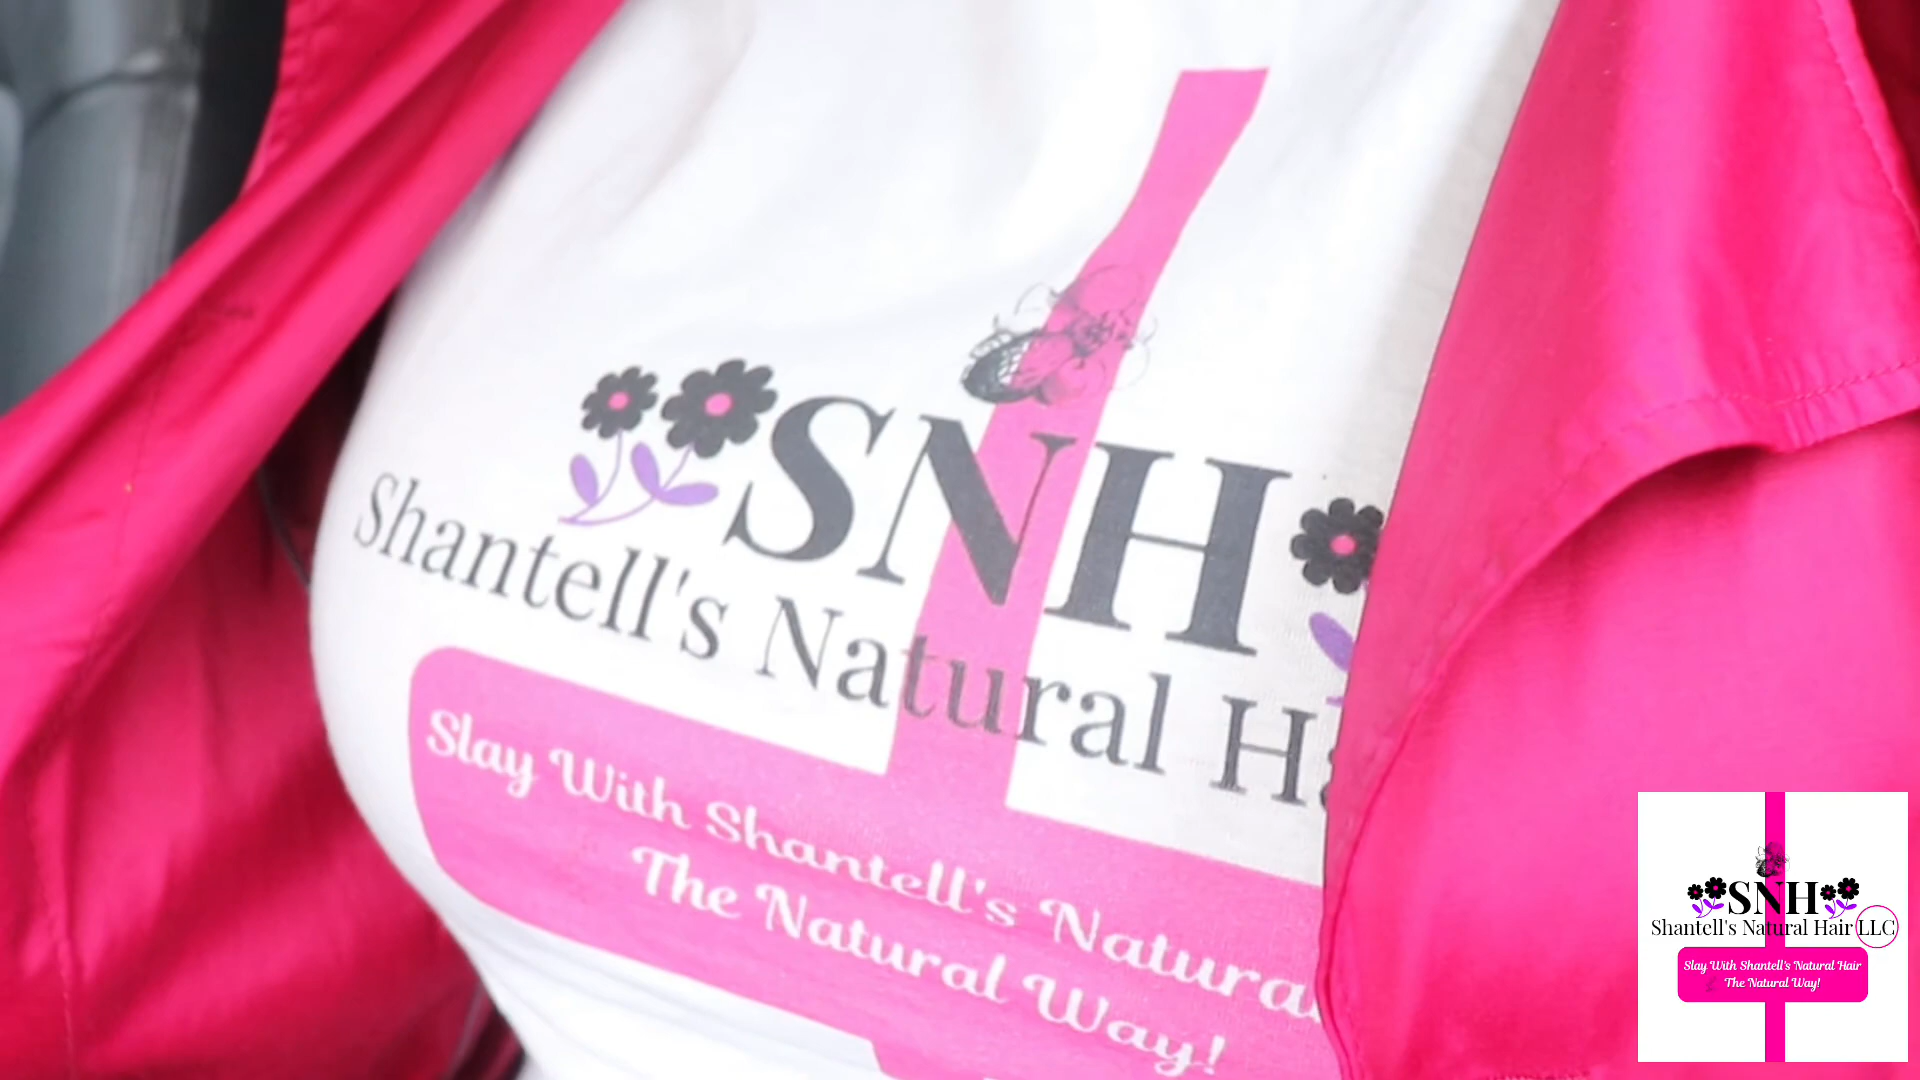 SNH
Shantell's Natural Ha
Slay With Shantell's Natural
The Natural Way!
SNH
Shantell's Natural Hair LLC
Slay With Shantell's Natural Hair
The Natural Way!